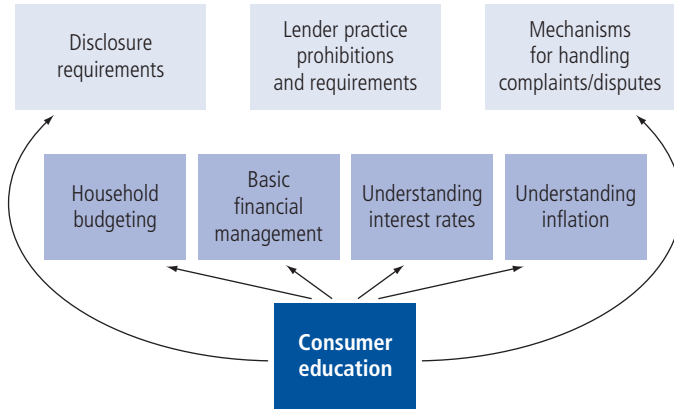 Disclosure
requirements
Lender practice
prohibitions
and requirements
Mechanisms
for handling
complaints/disputes
Household
budgeting
Basic
financial
management
Understanding
interest rates
Understanding
inflation
Consumer
education